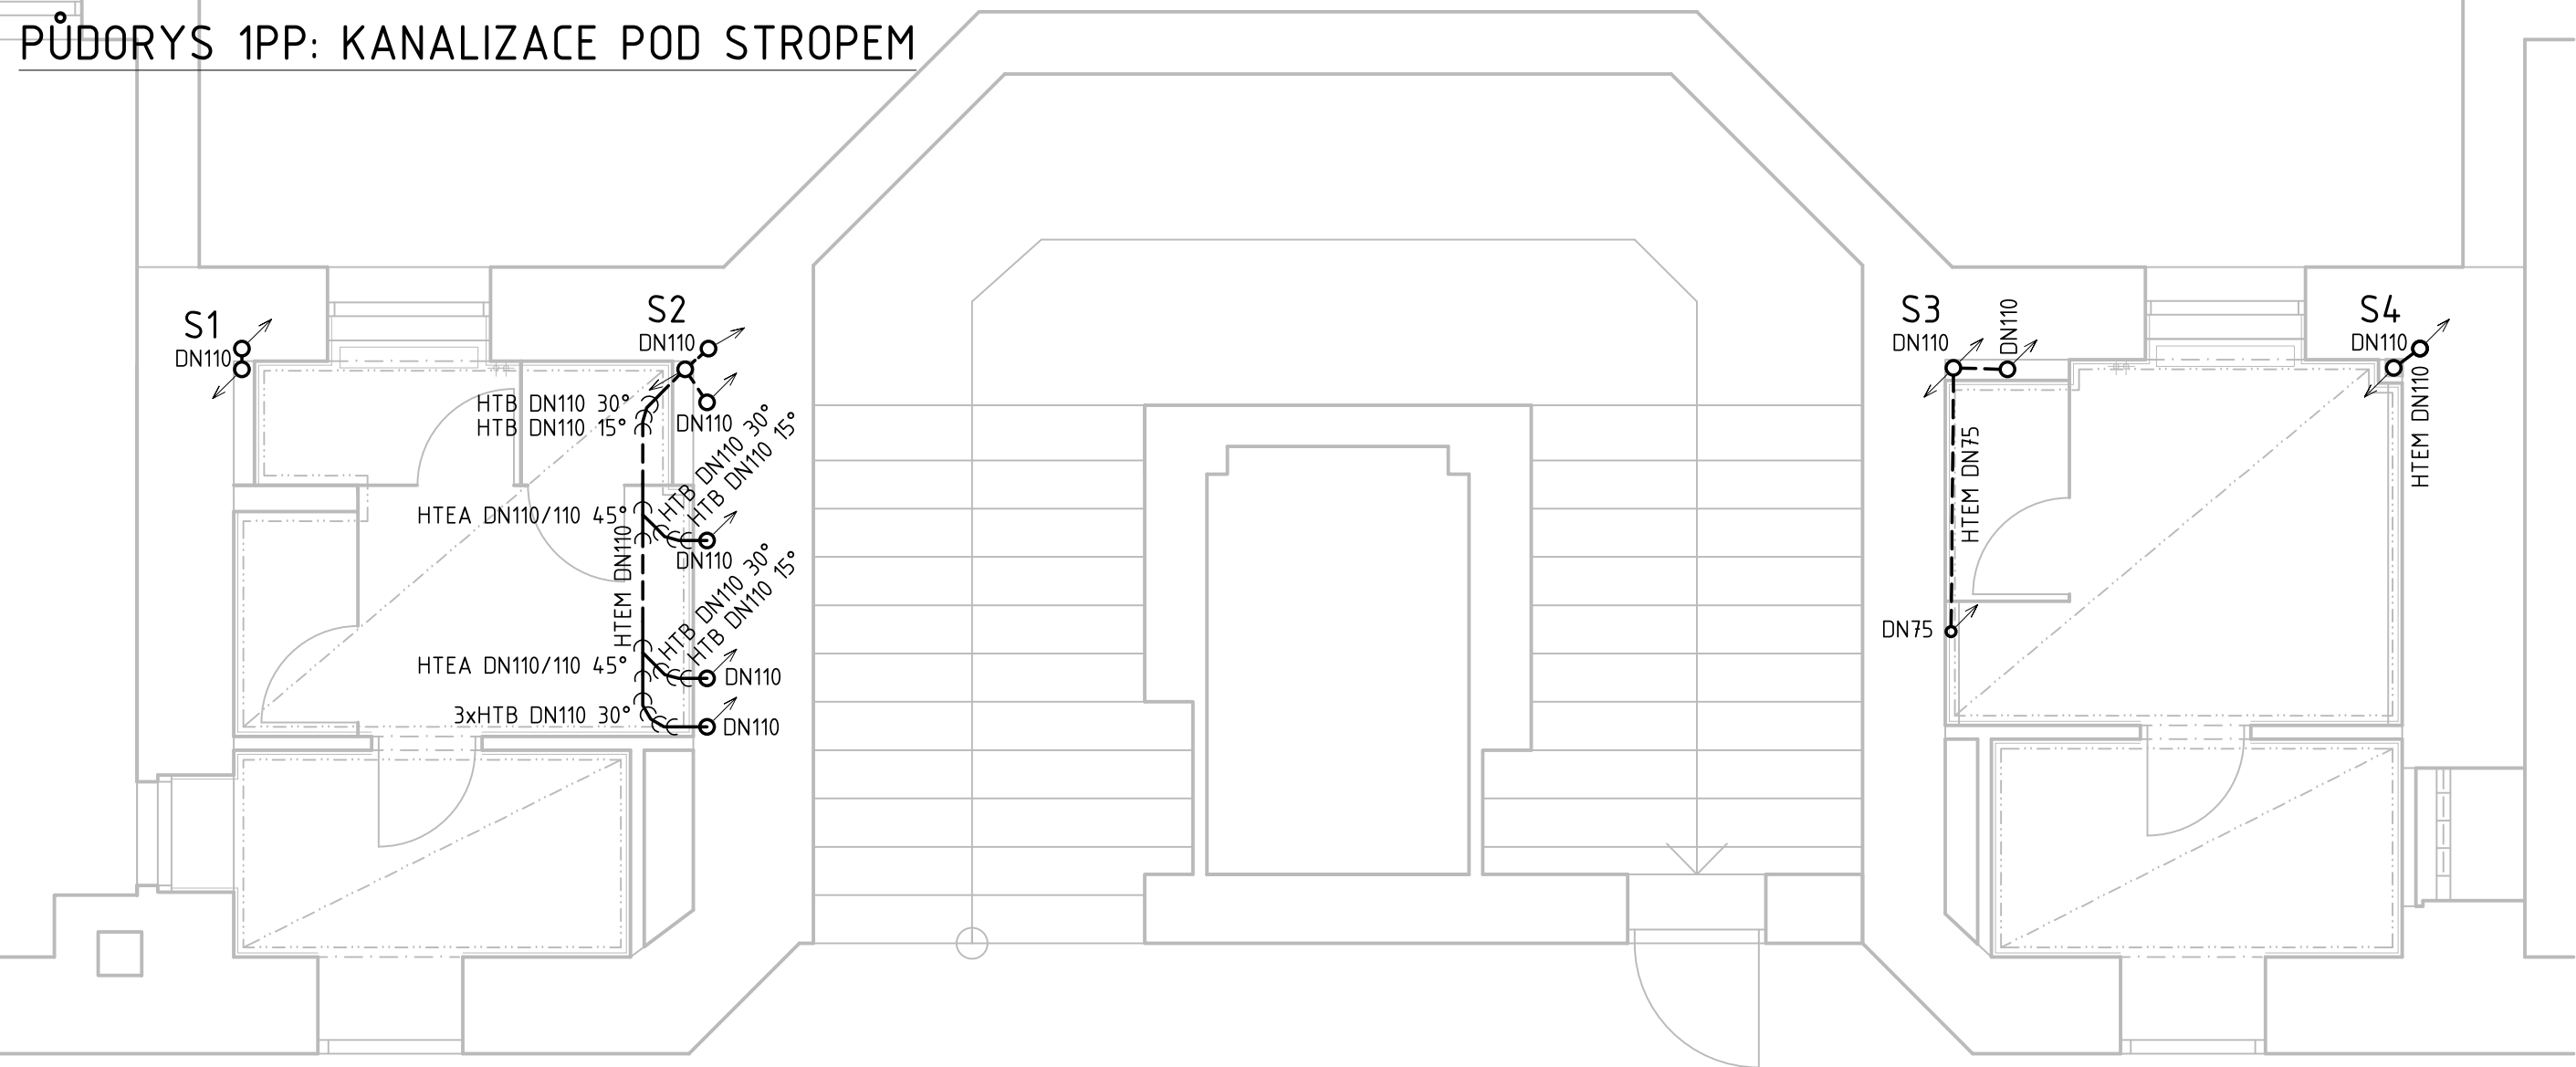 PŮDORYS 1PP: KANALIZACE POD STROPEM
S1
DN110
S2
DN110
HTB DN110 30°
HTB DN110 15°
DN110
HTB DN110 30°
HTB DN110 15°
HTEA DN110/110 45°
DN110
HTEM DN110
HTB DN110 30°
HTB DN110 15°
HTEA DN110/110 45°
DN110
3xHTB DN110 30°
DN110
S3
DN110
DN110
HTEM DN75
DN75
S4
DN110
HTEM DN110